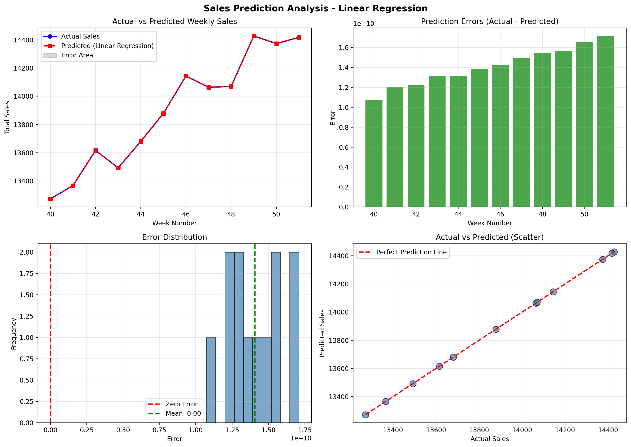 Sales Prediction Analysis - Linear Regression
Actual vs Predicted Weekly Sales
Actual Sales
Predicted (Linear Regression)
Error Area
Total Sales
14400
14200
14000
13800
13600
13400
40 42 44 46 48 50
Week Number
Prediction Errors (Actual - Predicted)
1e−10
Error
1.6
1.4
1.2
1.0
0.8
0.6
0.4
0.2
0.0
40 42 44 46 48 50
Week Number
Error Distribution
Frequency
2.00
1.75
1.50
1.25
1.00
0.75
0.50
0.25
0.00
Zero Error
Mean: 0.00
0.00 0.25 0.50 0.75 1.00 1.25 1.50 1.75
Error
1e−10
Actual vs Predicted (Scatter)
Perfect Prediction Line
Predicted Sales
14400
14200
14000
13800
13600
13400
13400 13600 13800 14000 14200 14400
Actual Sales